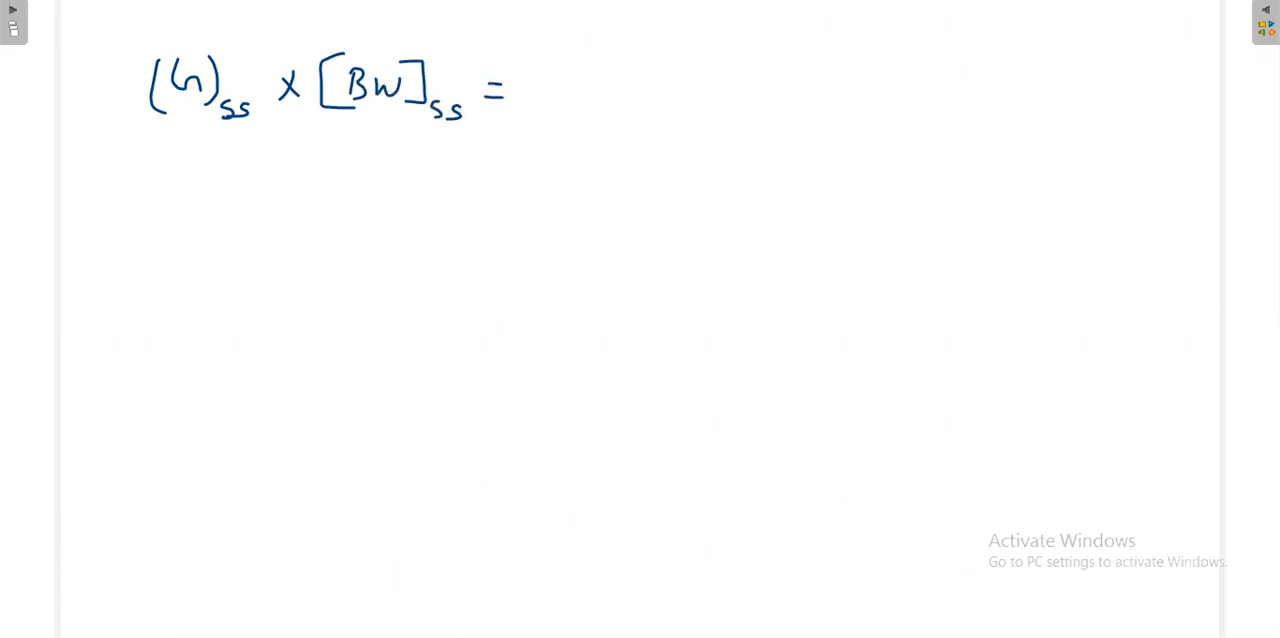 (G)ss × [BW]ss =
Activate Windows
Go to PC settings to activate Windows.